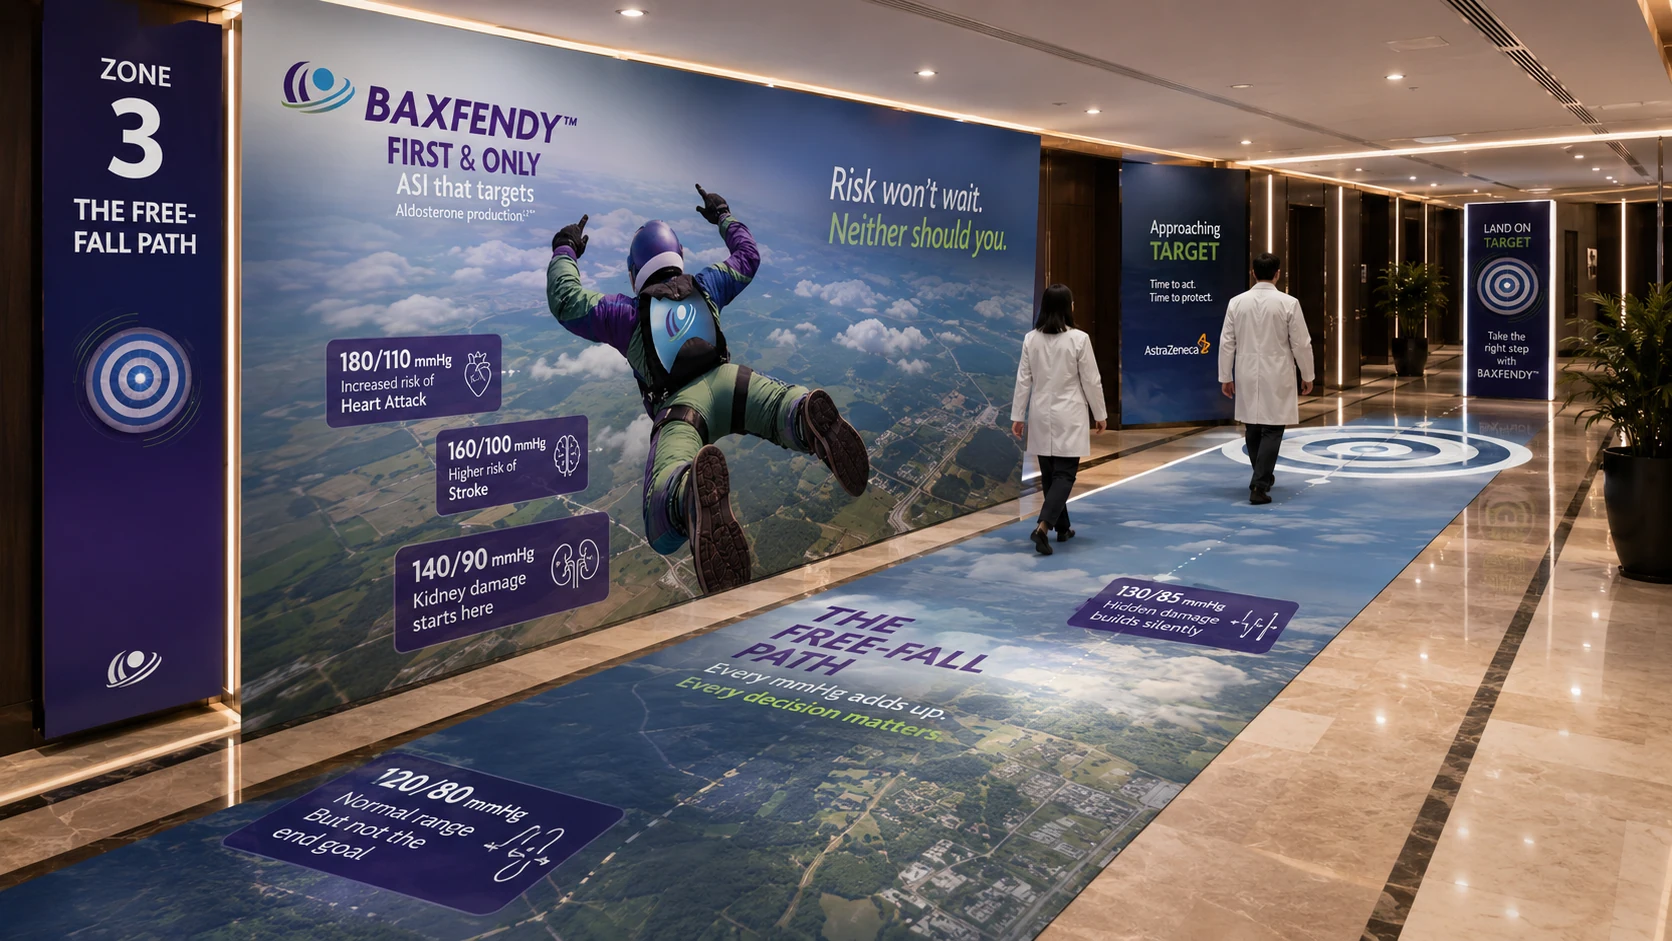 ZONE
3
THE FREE-
FALL PATH
BAXFENDY™
FIRST & ONLY
ASI that targets
Aldosterone production
Risk won't wait.
Neither should you.
180/110 mmHg
Increased risk of
Heart Attack
160/100 mmHg
Higher risk of
Stroke
140/90 mmHg
Kidney damage
starts here
Approaching
TARGET
Time to act.
Time to protect.
AstraZeneca
LAND ON
TARGET
Take the
right step
with
BAXFENDY™
130/85 mmHg
Hidden damage
builds silently
THE
FREE-FALL
PATH
Every mmHg adds up.
Every decision matters.
120/80 mmHg
Normal range
But not the
end goal